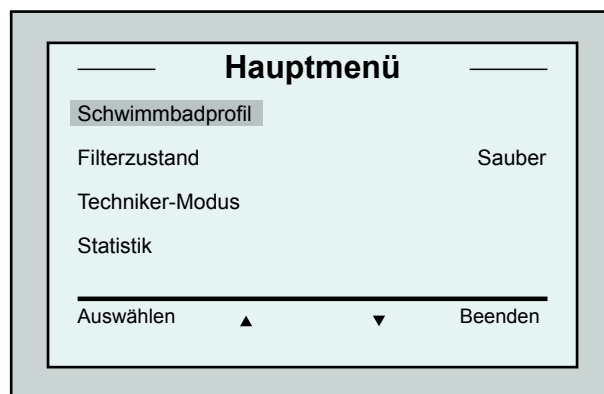 Hauptmenü
Schwimmbadprofil
Filterzustand Sauber
Techniker-Modus
Statistik
Auswählen ▲ ▼ Beenden